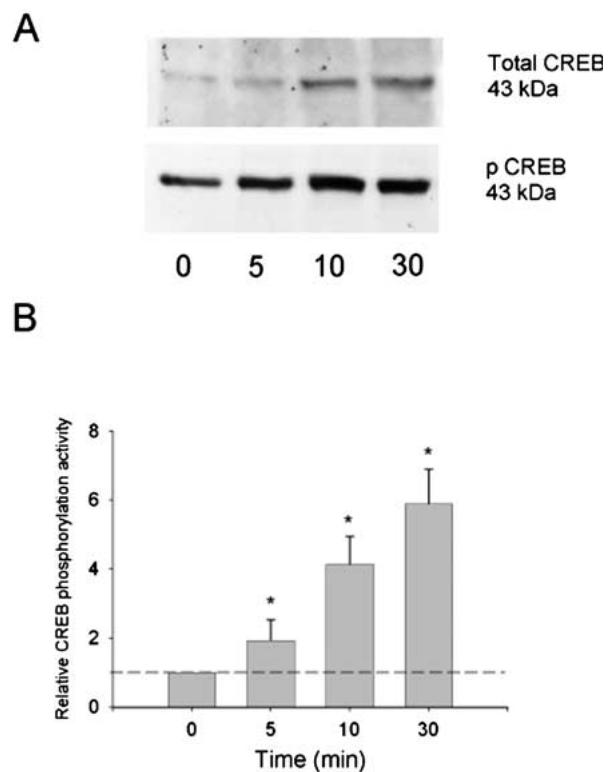 A
Total CREB
43 kDa
p CREB
43 kDa
0 5 10 30
B
Relative CREB phosphorylation activity
8
6
4
2
0
*
*
*
0 5 10 30
Time (min)